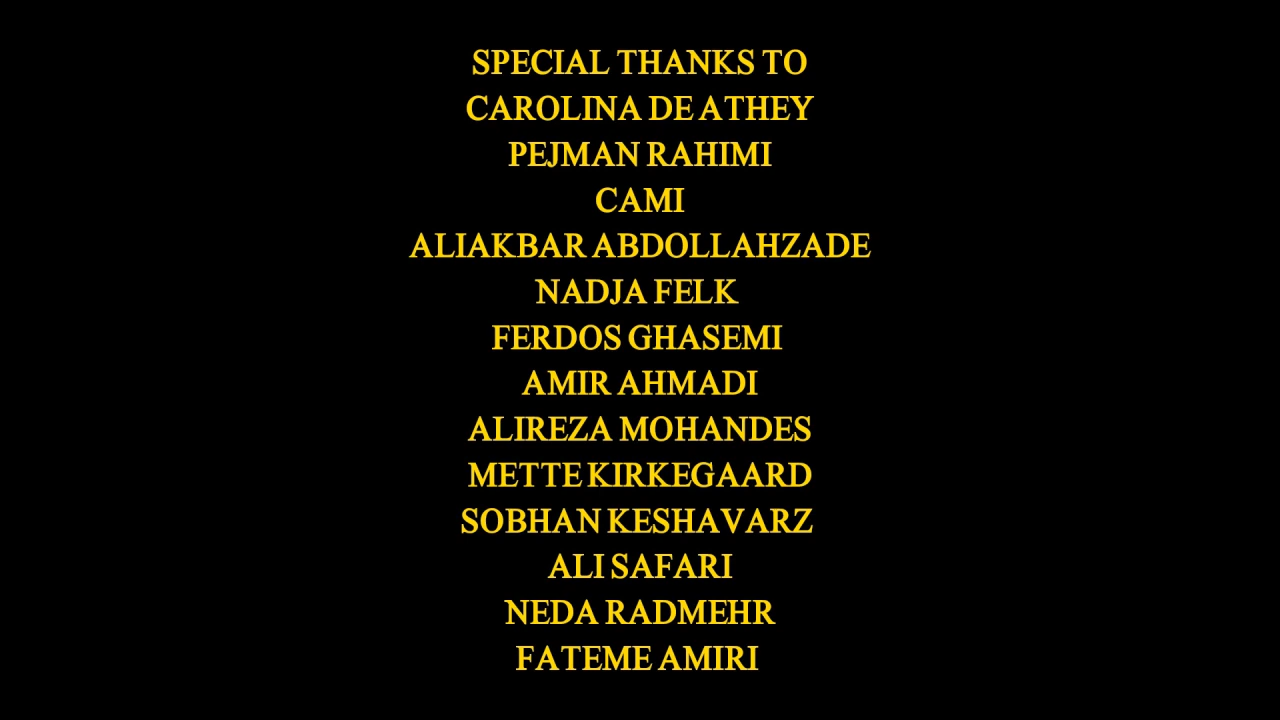 SPECIAL THANKS TO
CAROLINA DE ATHEY
PEJMAN RAHIMI
CAMI
ALIAKBAR ABDOLLAHZADE
NADJA FELK
FERDOS GHASEMI
AMIR AHMADI
ALIREZA MOHANDES
METTE KIRKEGAARD
SOBHAN KESHAVARZ
ALI SAFARI
NEDA RADMEHR
FATEME AMIRI